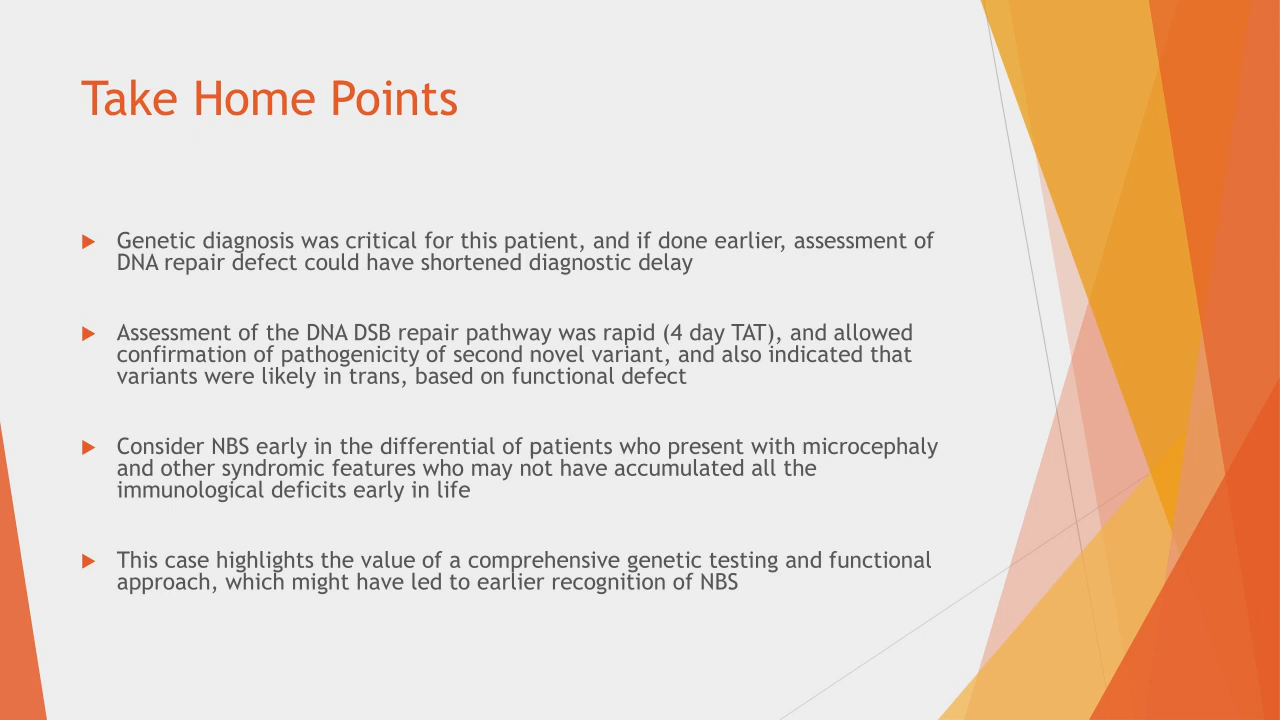 Take Home Points
Genetic diagnosis was critical for this patient, and if done earlier, assessment of
DNA repair defect could have shortened diagnostic delay
Assessment of the DNA DSB repair pathway was rapid (4 day TAT), and allowed
confirmation of pathogenicity of second novel variant, and also indicated that
variants were likely in trans, based on functional defect
Consider NBS early in the differential of patients who present with microcephaly
and other syndromic features who may not have accumulated all the
immunological deficits early in life
This case highlights the value of a comprehensive genetic testing and functional
approach, which might have led to earlier recognition of NBS